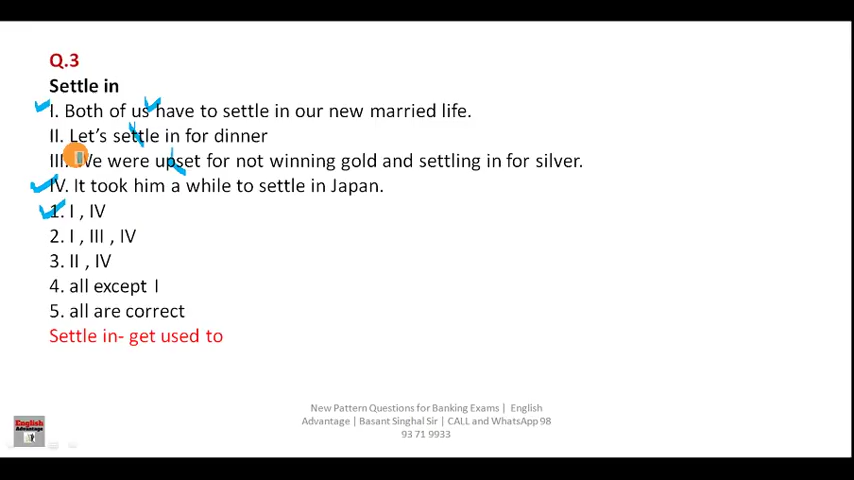 Q.3
Settle in
I. Both of us have to settle in our new married life.
II. Let's settle in for dinner
III. We were upset for not winning gold and settling in for silver.
IV. It took him a while to settle in Japan.
1. I , IV
2. I , III , IV
3. II , IV
4. all except I
5. all are correct
Settle in- get used to
New Pattern Questions for Banking Exams | English
Advantage | Basant Singhal Sir | CALL and WhatsApp 98
93 71 9933
English
Advantage